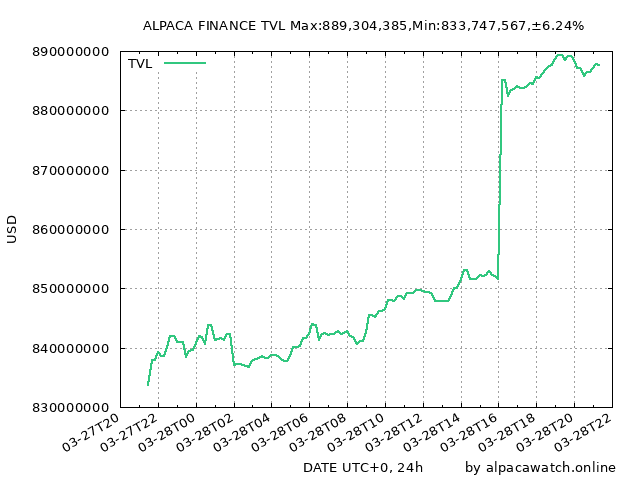 ALPACA FINANCE TVL Max:889,304,385,Min:833,747,567,±6.24%
TVL
890000000
880000000
870000000
860000000
850000000
840000000
830000000
USD
03-27T20
03-27T22
03-28T00
03-28T02
03-28T04
03-28T06
03-28T08
03-28T10
03-28T12
03-28T14
03-28T16
03-28T18
03-28T20
03-28T22
DATE UTC+0, 24h
by alpacawatch.online